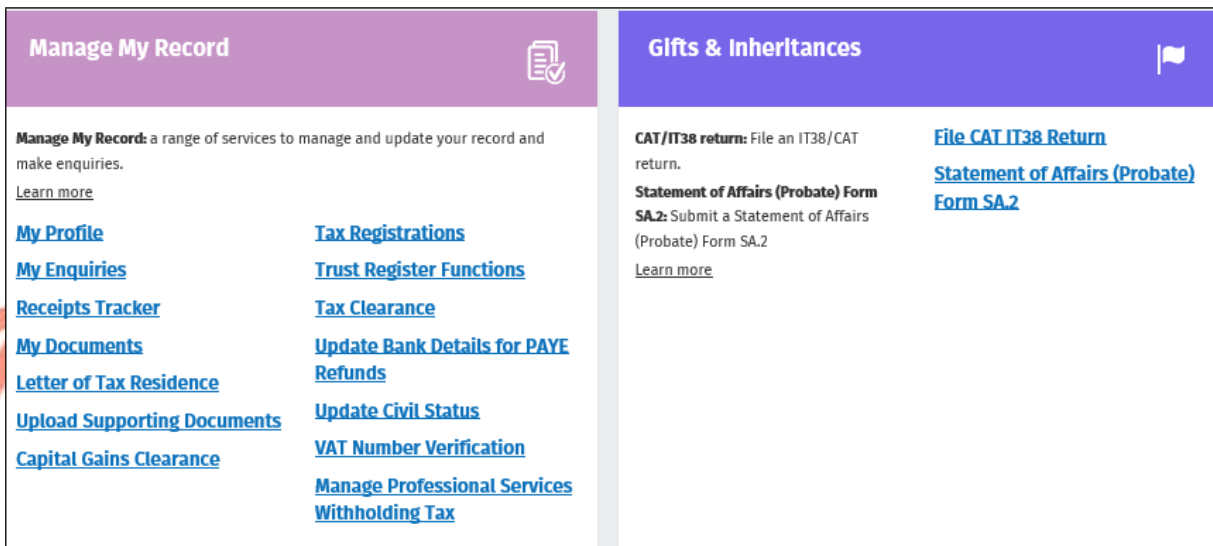 Manage My Record
Manage My Record: a range of services to manage and update your record and
make enquiries.
Learn more
My Profile
My Enquiries
Receipts Tracker
My Documents
Letter of Tax Residence
Upload Supporting Documents
Capital Gains Clearance
Tax Registrations
Trust Register Functions
Tax Clearance
Update Bank Details for PAYE
Refunds
Update Civil Status
VAT Number Verification
Manage Professional Services
Withholding Tax
Gifts & Inheritances
CAT/IT38 return: File an IT38/CAT
return.
Statement of Affairs (Probate) Form
SA.2: Submit a Statement of Affairs
(Probate) Form SA.2
Learn more
File CAT IT38 Return
Statement of Affairs (Probate)
Form SA.2